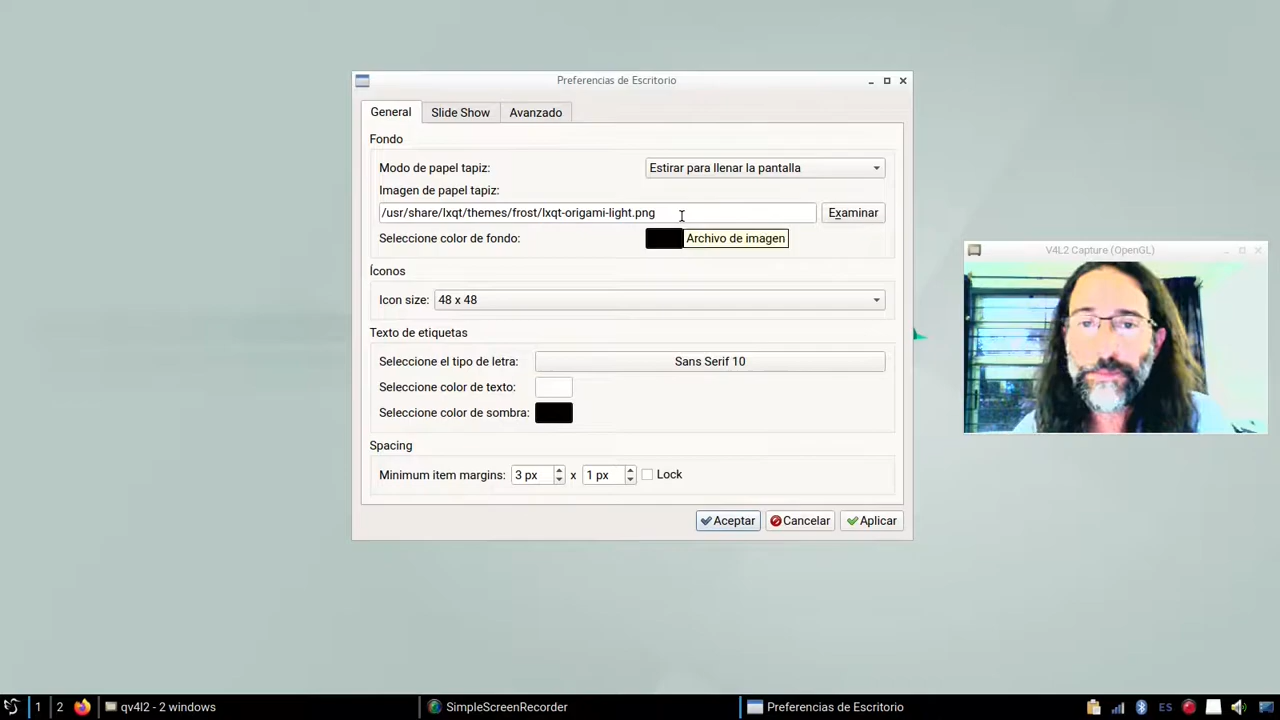 Preferencias de Escritorio
General Slide Show Avanzado
Fondo
Modo de papel tapiz: Estirar para llenar la pantalla
Imagen de papel tapiz:
/usr/share/lxqt/themes/frost/lxqt-origami-light.png Examinar
Seleccione color de fondo: Archivo de imagen
Íconos
Icon size: 48 x 48
Texto de etiquetas
Seleccione el tipo de letra: Sans Serif 10
Seleccione color de texto:
Seleccione color de sombra:
Spacing
Minimum item margins: 3 px x 1 px Lock
Aceptar Cancelar Aplicar
V4L2 Capture (OpenGL)
1 2 qv4l2 - 2 windows SimpleScreenRecorder Preferencias de Escritorio ES